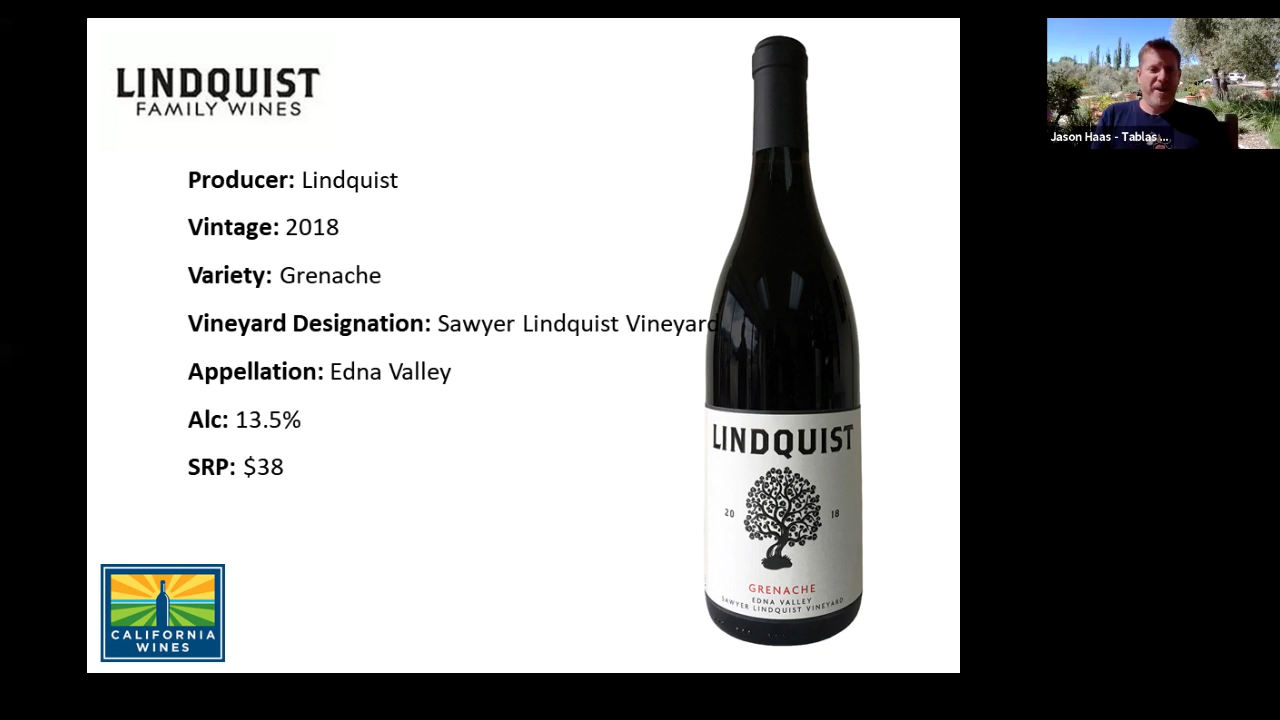 LINDQUIST
FAMILY WINES
Producer: Lindquist
Vintage: 2018
Variety: Grenache
Vineyard Designation: Sawyer Lindquist Vineyard
Appellation: Edna Valley
Alc: 13.5%
SRP: $38
CALIFORNIA
WINES
LINDQUIST
20 18
GRENACHE
EDNA VALLEY
SAWYER LINDQUIST VINEYARD
Jason Haas - Tablas ...